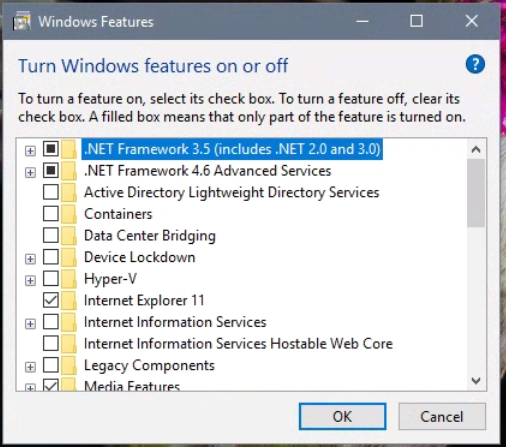 Windows Features
Turn Windows features on or off
To turn a feature on, select its check box. To turn a feature off, clear its
check box. A filled box means that only part of the feature is turned on.
.NET Framework 3.5 (includes .NET 2.0 and 3.0)
.NET Framework 4.6 Advanced Services
Active Directory Lightweight Directory Services
Containers
Data Center Bridging
Device Lockdown
Hyper-V
Internet Explorer 11
Internet Information Services
Internet Information Services Hostable Web Core
Legacy Components
Media Features
OK
Cancel